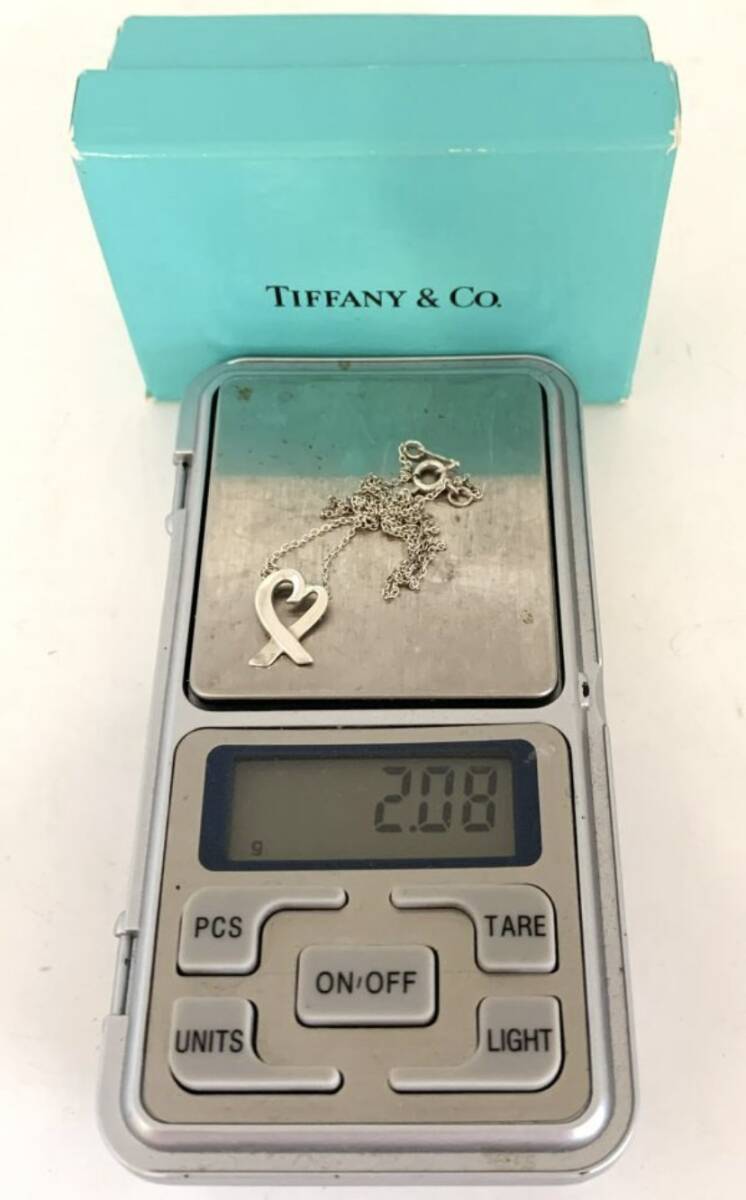 TIFFANY & CO.
2.08
g
PCS
TARE
ON/OFF
UNITS
LIGHT